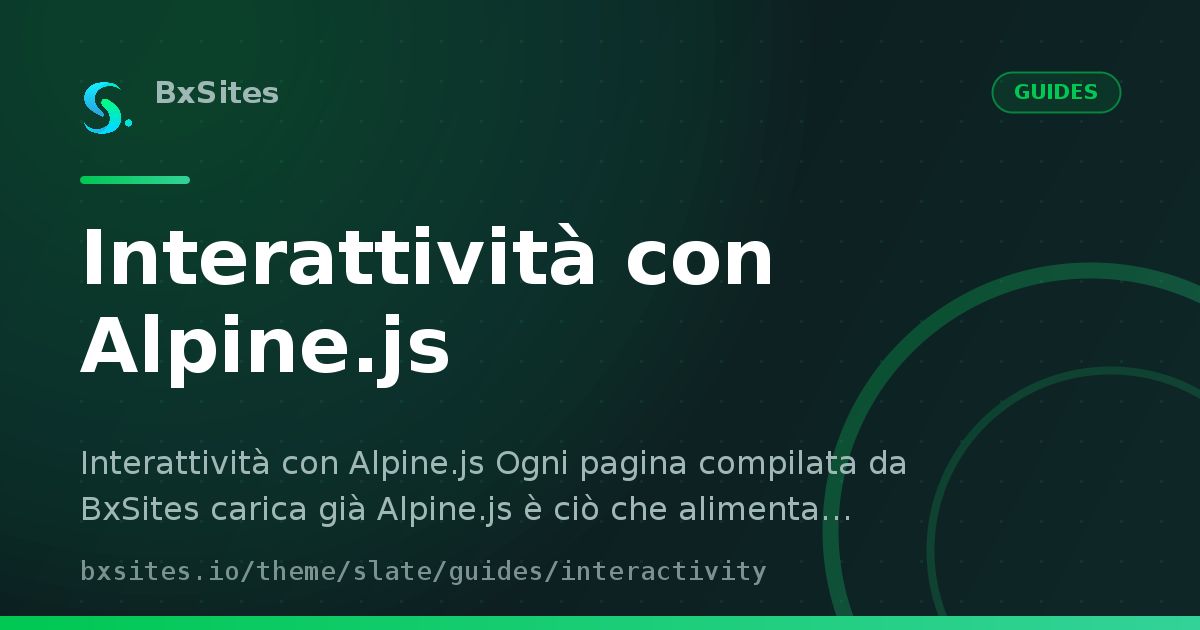 BxSites
GUIDES
Interattività con
Alpine.js
Interattività con Alpine.js Ogni pagina compilata da
BxSites carica già Alpine.js è ciò che alimenta...
bxsites.io/theme/slate/guides/interactivity